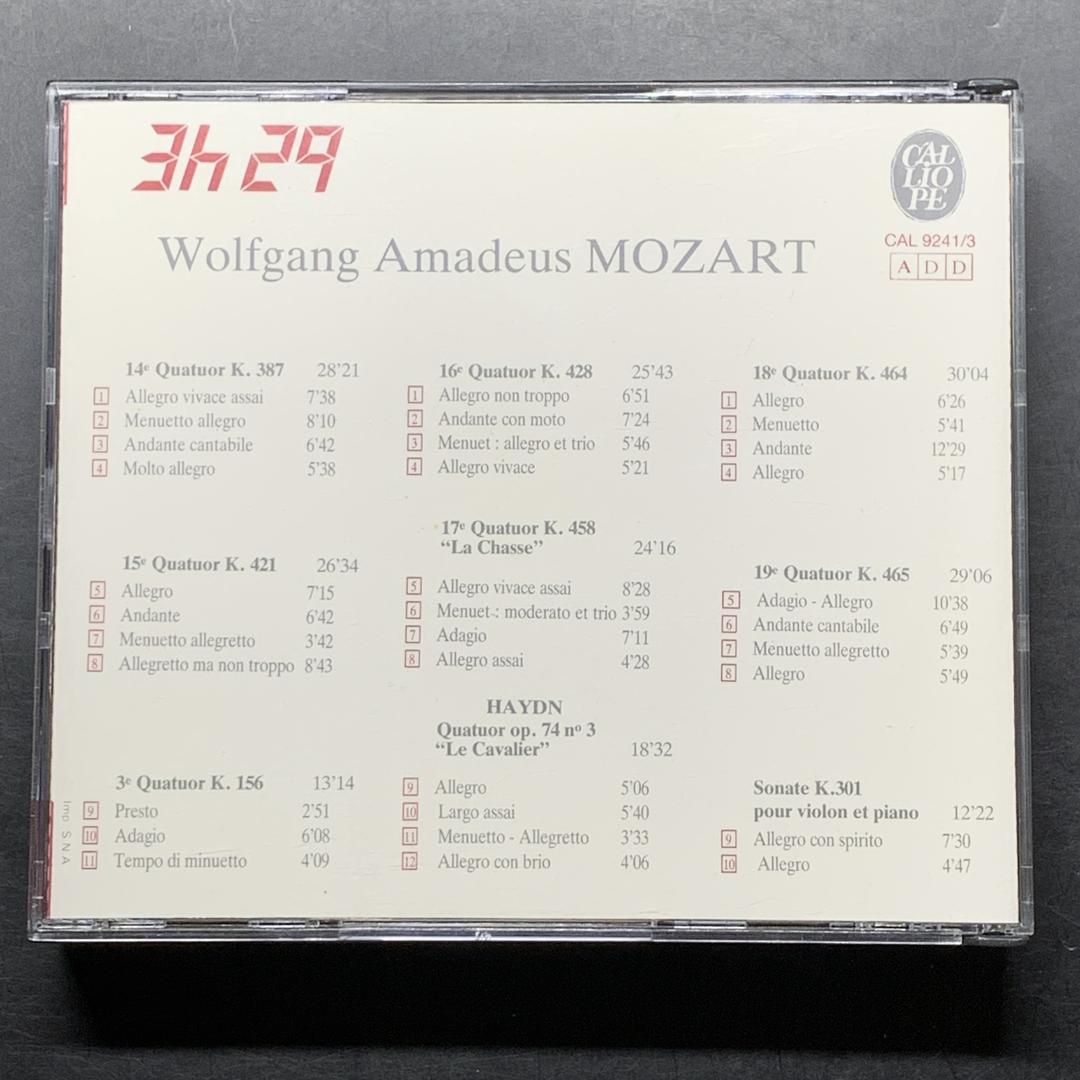 3h 29
CALLIOPE
CAL 9241/3
A D D
Wolfgang Amadeus MOZART
14e Quatuor K. 387 28'21
1 Allegro vivace assai 7'38
2 Menuetto allegro 8'10
3 Andante cantabile 6'42
4 Molto allegro 5'38
15e Quatuor K. 421 26'34
5 Allegro 7'15
6 Andante 6'42
7 Menuetto allegretto 3'42
8 Allegretto ma non troppo 8'43
3e Quatuor K. 156 13'14
9 Presto 2'51
10 Adagio 6'08
11 Tempo di minuetto 4'09
16e Quatuor K. 428 25'43
1 Allegro non troppo 6'51
2 Andante con moto 7'24
3 Menuet : allegro et trio 5'46
4 Allegro vivace 5'21
17e Quatuor K. 458
“La Chasse” 24'16
5 Allegro vivace assai 8'28
6 Menuet : moderato et trio 3'59
7 Adagio 7'11
8 Allegro assai 4'28
HAYDN
Quatuor op. 74 no 3
“Le Cavalier” 18'32
9 Allegro 5'06
10 Largo assai 5'40
11 Menuetto - Allegretto 3'33
12 Allegro con brio 4'06
18e Quatuor K. 464 30'04
1 Allegro 6'26
2 Menuetto 5'41
3 Andante 12'29
4 Allegro 5'17
19e Quatuor K. 465 29'06
5 Adagio - Allegro 10'38
6 Andante cantabile 6'49
7 Menuetto allegretto 5'39
8 Allegro 5'49
Sonate K.301
pour violon et piano 12'22
9 Allegro con spirito 7'30
10 Allegro 4'47
Imp S N A